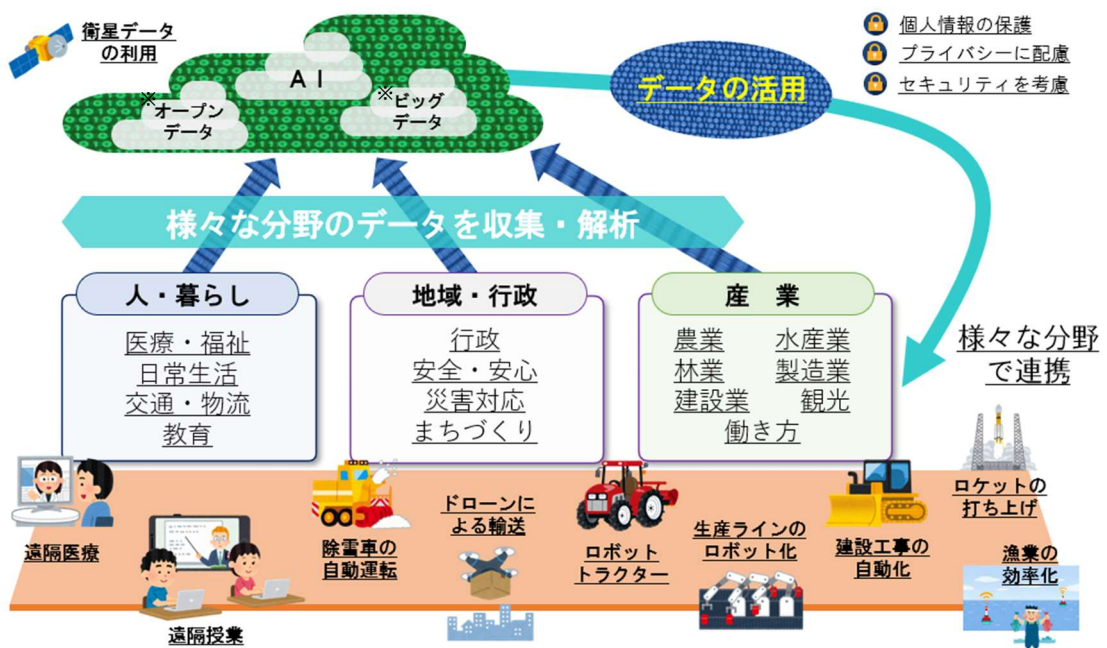 衛星データ
の利用
AI
※オープン
データ
※ビッグ
データ
データの活用
個人情報の保護
プライバシーに配慮
セキュリティを考慮
様々な分野のデータを収集・解析
人・暮らし
医療・福祉
日常生活
交通・物流
教育
地域・行政
行政
安全・安心
災害対応
まちづくり
産 業
農業 水産業
林業 製造業
建設業 観光
働き方
様々な分野
で連携
遠隔医療
遠隔授業
除雪車の
自動運転
ドローンに
よる輸送
ロボット
トラクター
生産ラインの
ロボット化
建設工事の
自動化
ロケットの
打ち上げ
漁業の
効率化